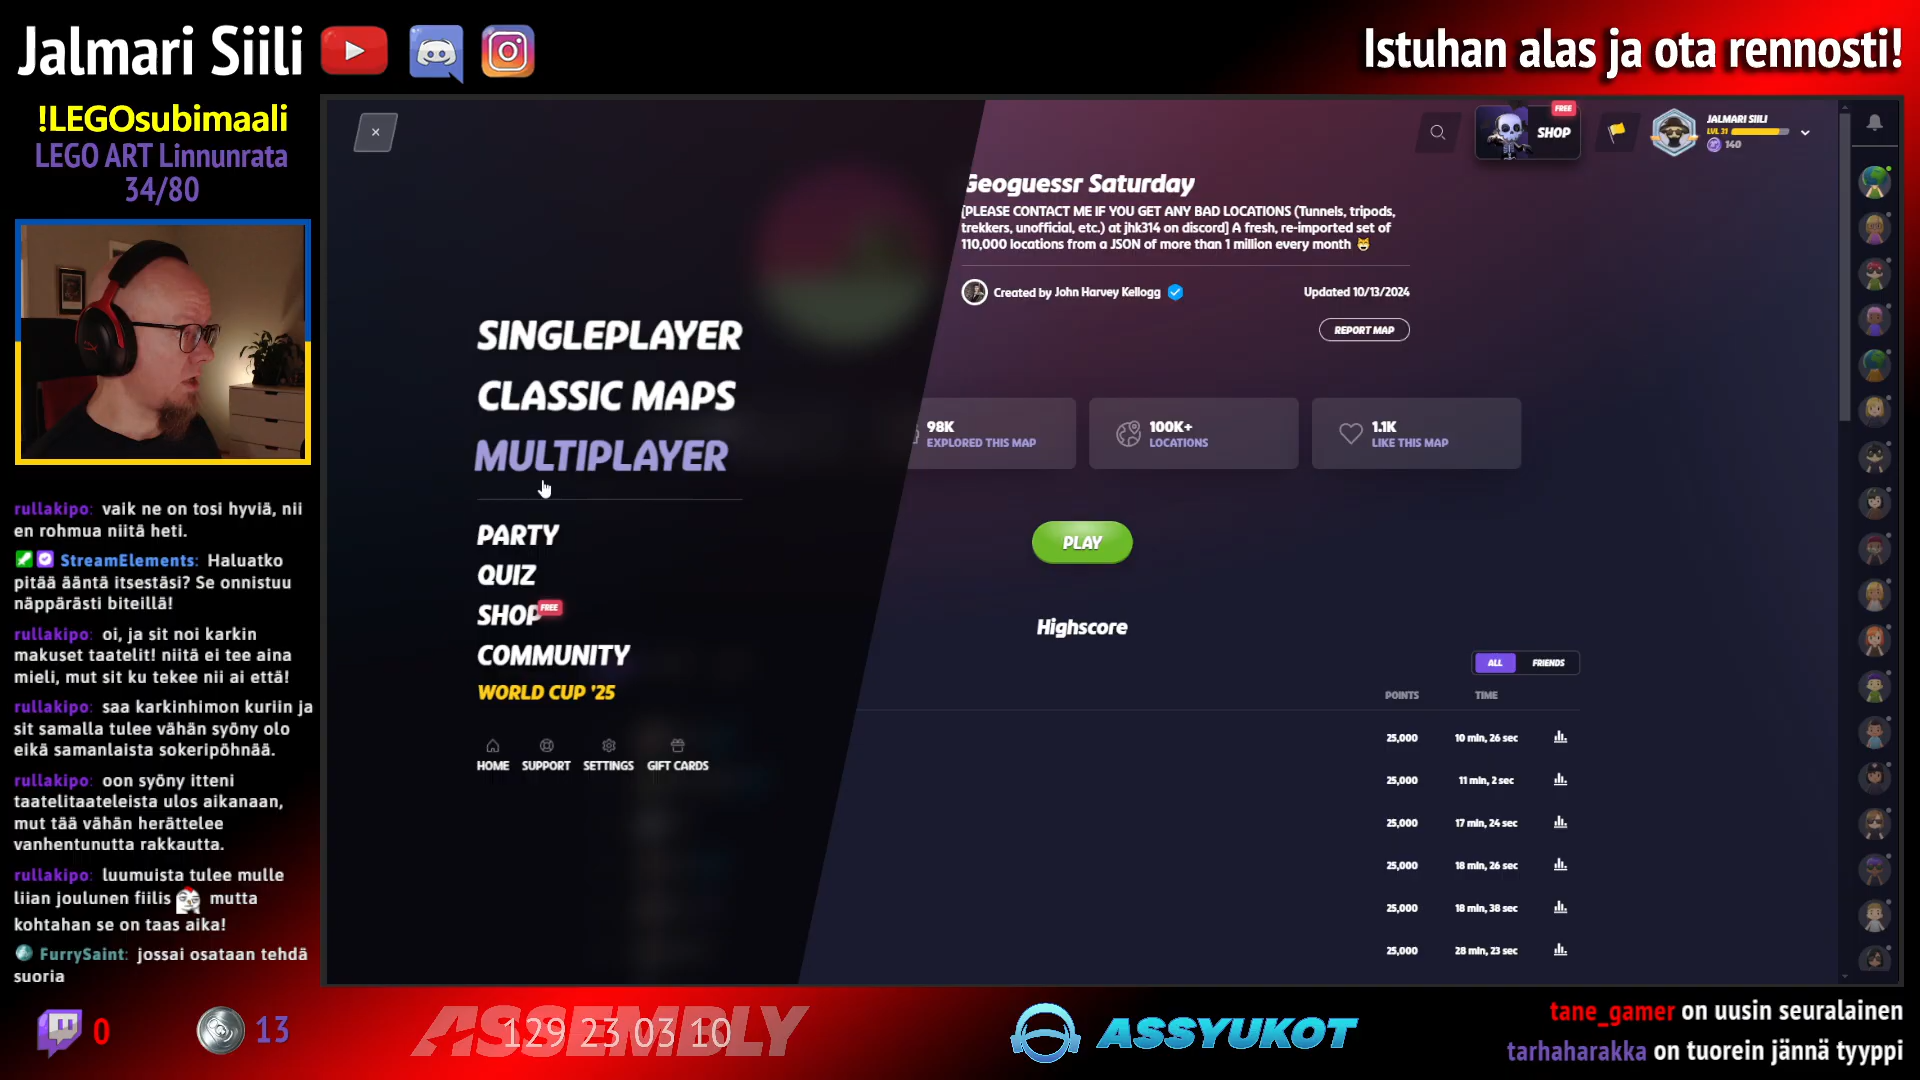 Jalmari Siili
Istuhan alas ja ota rennosti!
!LEGOsubimaali
LEGO ART Linnunrata
34/80
rullakipo: vaik ne on tosi hyviä, nii
en rohmua niitä heti.
StreamElements: Haluatko
pitää ääntä itsestäsi? Se onnistuu
näppärästi biteillä!
rullakipo: oi, ja sit noi karkin
makuset taatelit! niitä ei tee aina
mieli, mut sit ku tekee nii ai että!
rullakipo: saa karkinhimon kuriin ja
sit samalla tulee vähän syöny olo
eikä samanlaista sokeripöhnää.
rullakipo: oon syöny itteni
taatelitaateleista ulos aikanaan,
mut tää vähän herättelee
vanhentunutta rakkautta.
rullakipo: luumuista tulee mulle
liian joulunen fiilis mutta
kohtahan se on taas aika!
FurrySaint: jossai osataan tehdä
suoria
×
SINGLEPLAYER
CLASSIC MAPS
MULTIPLAYER
PARTY
QUIZ
SHOP FREE
COMMUNITY
WORLD CUP '25
HOME SUPPORT SETTINGS GIFT CARDS
FREE
SHOP
JALMARI SIILI
LVL 31
140
Geoguessr Saturday
[PLEASE CONTACT ME IF YOU GET ANY BAD LOCATIONS (Tunnels, tripods,
trekkers, unofficial, etc.) at jhk314 on discord] A fresh, re-imported set of
110,000 locations from a JSON of more than 1 million every month
Created by John Harvey Kellogg
Updated 10/13/2024
REPORT MAP
98K
EXPLORED THIS MAP
100K+
LOCATIONS
1.1K
LIKE THIS MAP
PLAY
Highscore
ALL FRIENDS
POINTS TIME
25,000 10 min, 26 sec
25,000 11 min, 2 sec
25,000 17 min, 24 sec
25,000 18 min, 26 sec
25,000 18 min, 38 sec
25,000 28 min, 23 sec
0
13
ASSEMBLY
129 23 03 10
ASSYUKOT
tane_gamer on uusin seuralainen
tarhaharakka on tuorein jännä tyyppi